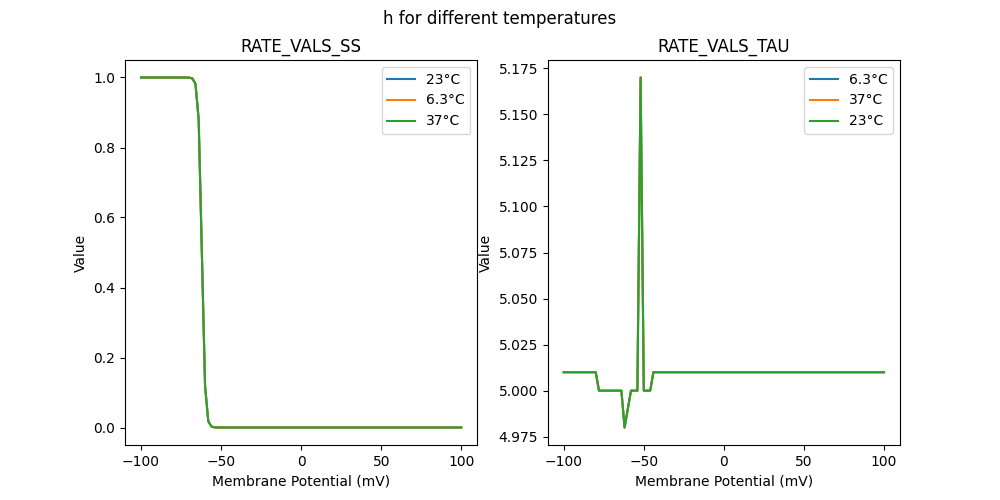 h for different temperatures
RATE_VALS_SS
Value
1.0
0.8
0.6
0.4
0.2
0.0
23°C
6.3°C
37°C
−100
−50
0
50
100
Membrane Potential (mV)
RATE_VALS_TAU
Value
5.175
5.150
5.125
5.100
5.075
5.050
5.025
5.000
4.975
6.3°C
37°C
23°C
−100
−50
0
50
100
Membrane Potential (mV)